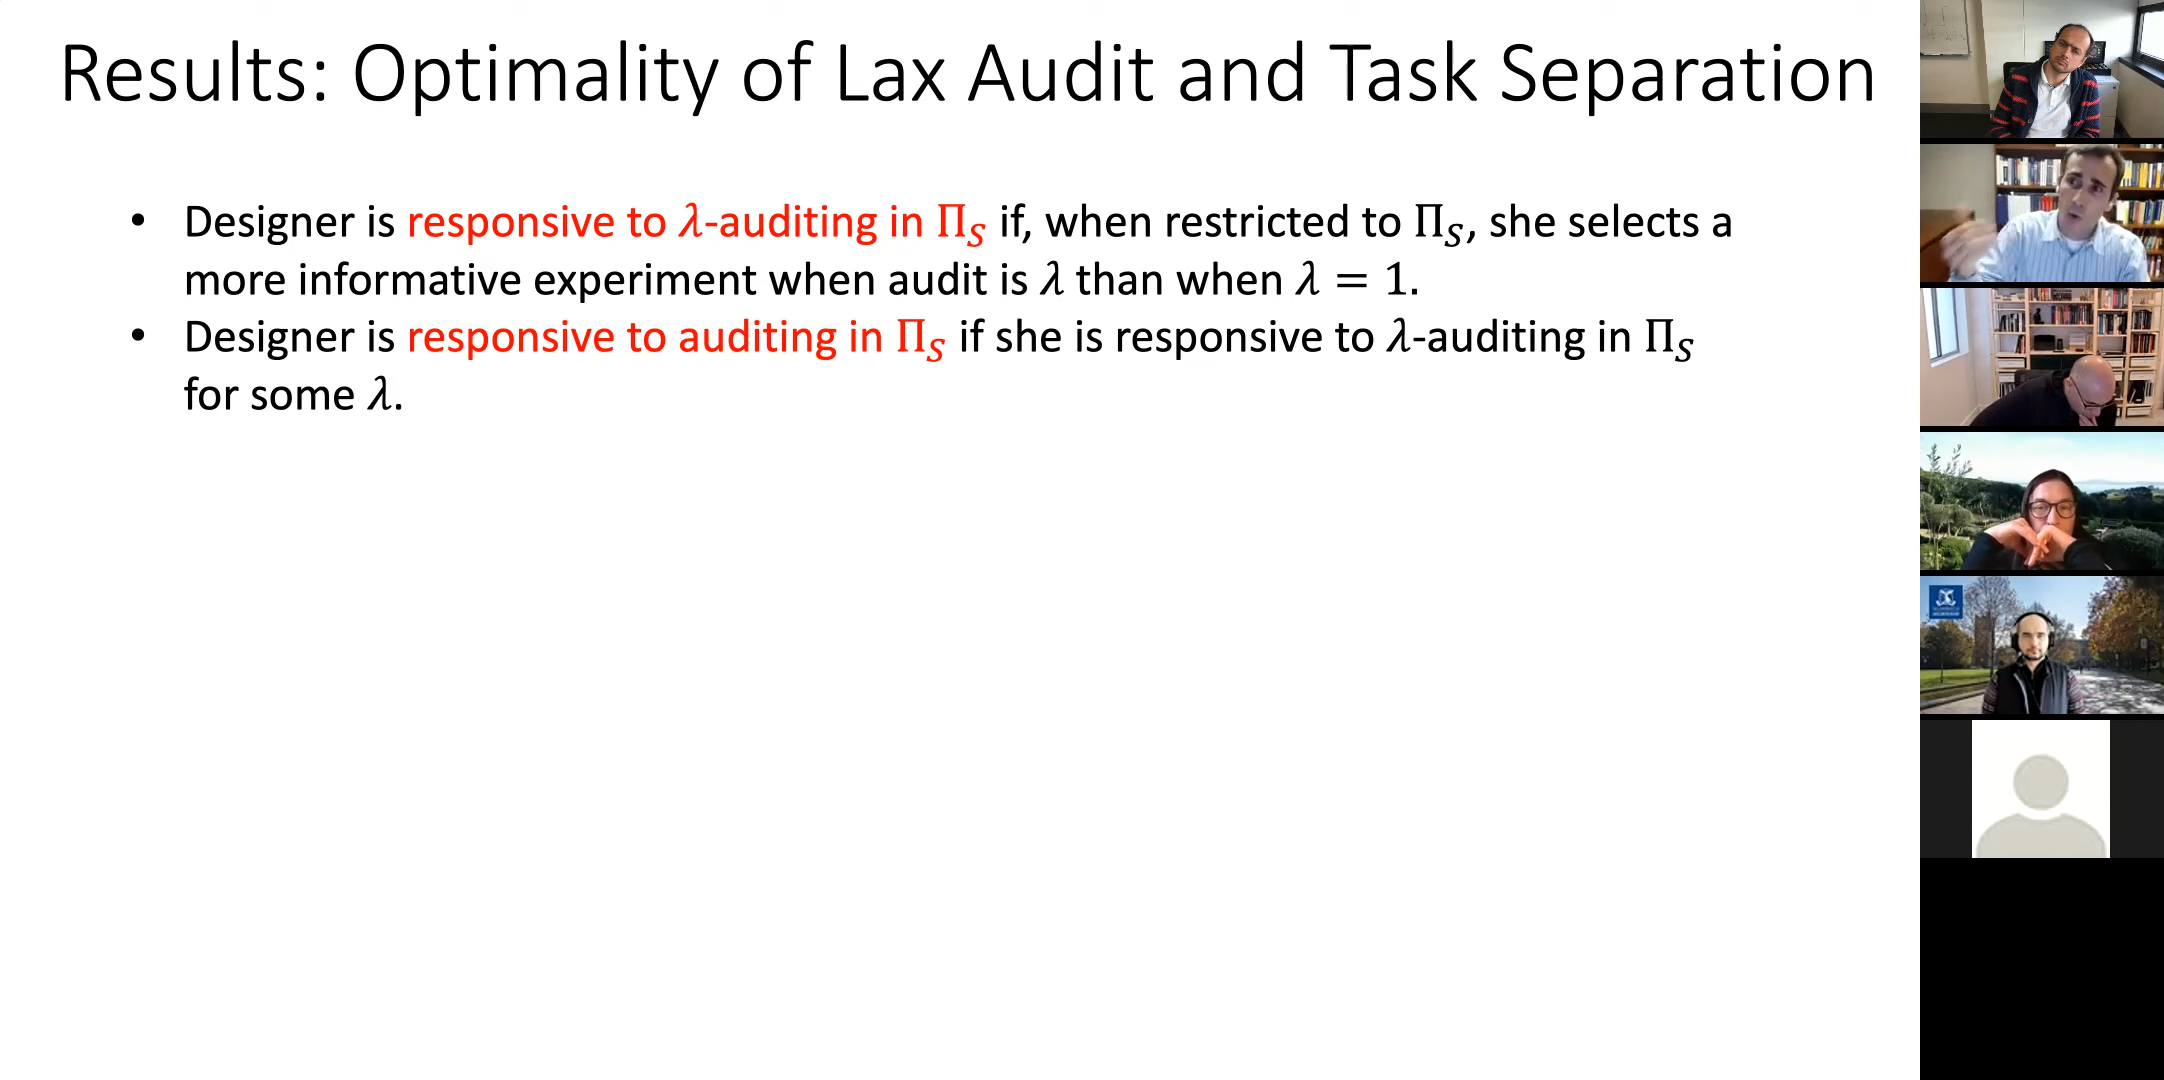 Results: Optimality of Lax Audit and Task Separation
• Designer is responsive to λ-auditing in Π_S if, when restricted to Π_S, she selects a
more informative experiment when audit is λ than when λ = 1.
• Designer is responsive to auditing in Π_S if she is responsive to λ-auditing in Π_S
for some λ.